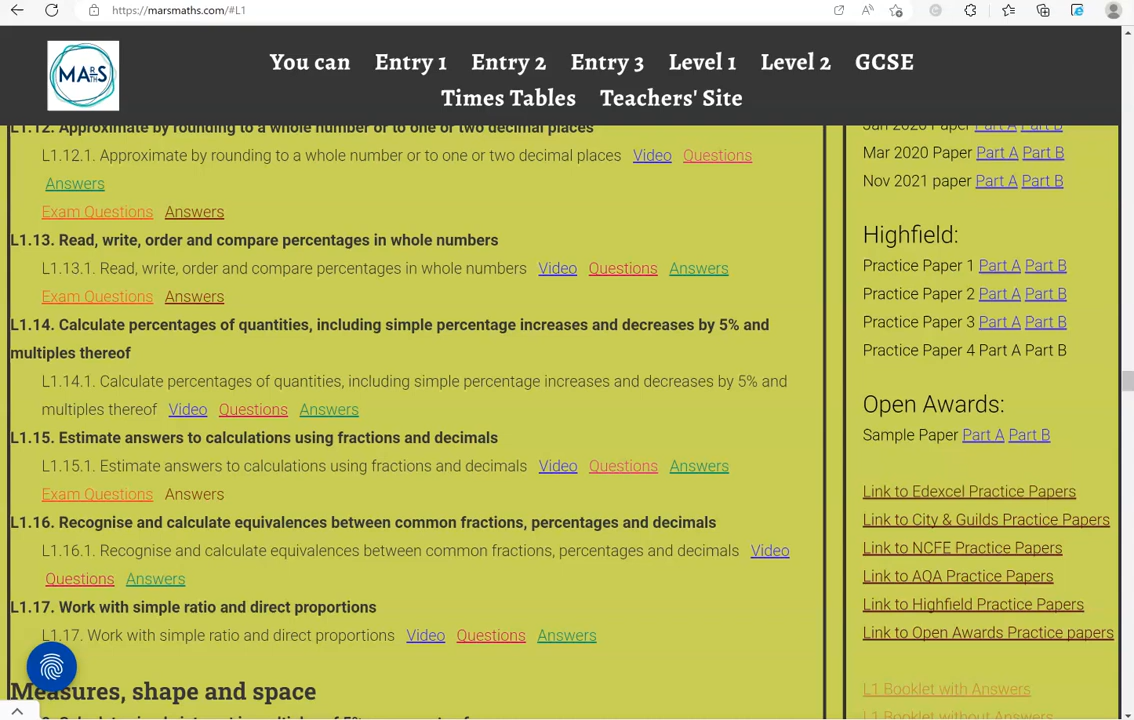 https://marsmaths.com/#L1
MARS
MATHS
You can Entry 1 Entry 2 Entry 3 Level 1 Level 2 GCSE
Times Tables Teachers' Site
L1.12. Approximate by rounding to a whole number or to one or two decimal places
L1.12.1. Approximate by rounding to a whole number or to one or two decimal places Video Questions
Answers
Exam Questions Answers
L1.13. Read, write, order and compare percentages in whole numbers
L1.13.1. Read, write, order and compare percentages in whole numbers Video Questions Answers
Exam Questions Answers
L1.14. Calculate percentages of quantities, including simple percentage increases and decreases by 5% and
multiples thereof
L1.14.1. Calculate percentages of quantities, including simple percentage increases and decreases by 5% and
multiples thereof Video Questions Answers
L1.15. Estimate answers to calculations using fractions and decimals
L1.15.1. Estimate answers to calculations using fractions and decimals Video Questions Answers
Exam Questions Answers
L1.16. Recognise and calculate equivalences between common fractions, percentages and decimals
L1.16.1. Recognise and calculate equivalences between common fractions, percentages and decimals Video
Questions Answers
L1.17. Work with simple ratio and direct proportions
L1.17. Work with simple ratio and direct proportions Video Questions Answers
Measures, shape and space
Jan 2020 Paper Part A Part B
Mar 2020 Paper Part A Part B
Nov 2021 paper Part A Part B
Highfield:
Practice Paper 1 Part A Part B
Practice Paper 2 Part A Part B
Practice Paper 3 Part A Part B
Practice Paper 4 Part A Part B
Open Awards:
Sample Paper Part A Part B
Link to Edexcel Practice Papers
Link to City & Guilds Practice Papers
Link to NCFE Practice Papers
Link to AQA Practice Papers
Link to Highfield Practice Papers
Link to Open Awards Practice papers
L1 Booklet with Answers
L1 Booklet without Answers